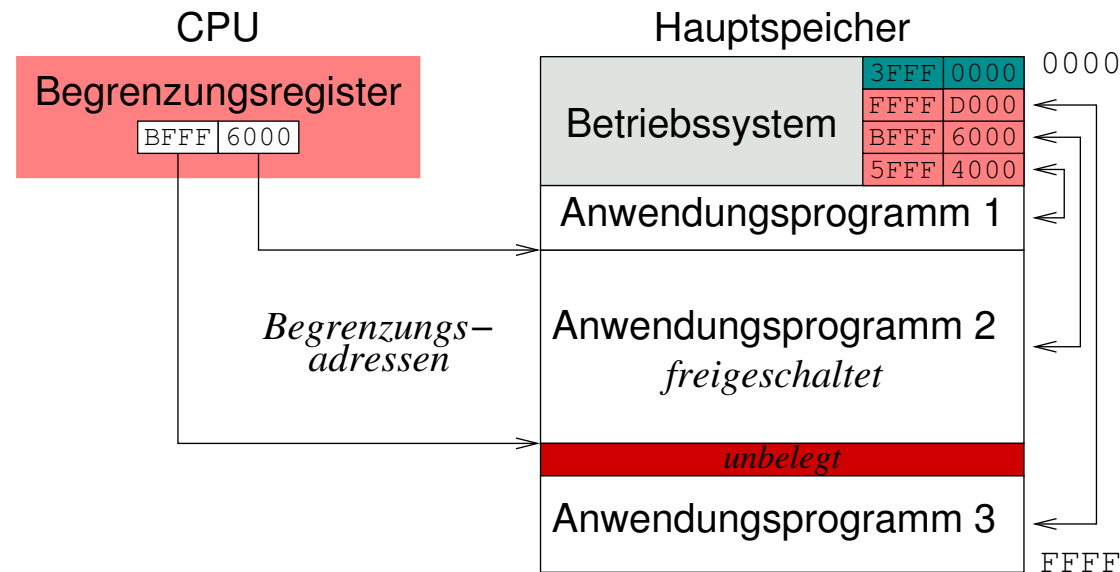 CPU
Hauptspeicher
Begrenzungsregister
BFFF 6000
0000
3FFF 0000
FFFF D000
BFFF 6000
5FFF 4000
Betriebssystem
Anwendungsprogramm 1
Begrenzungs-
adressen
Anwendungsprogramm 2
freigeschaltet
unbelegt
Anwendungsprogramm 3
FFFF